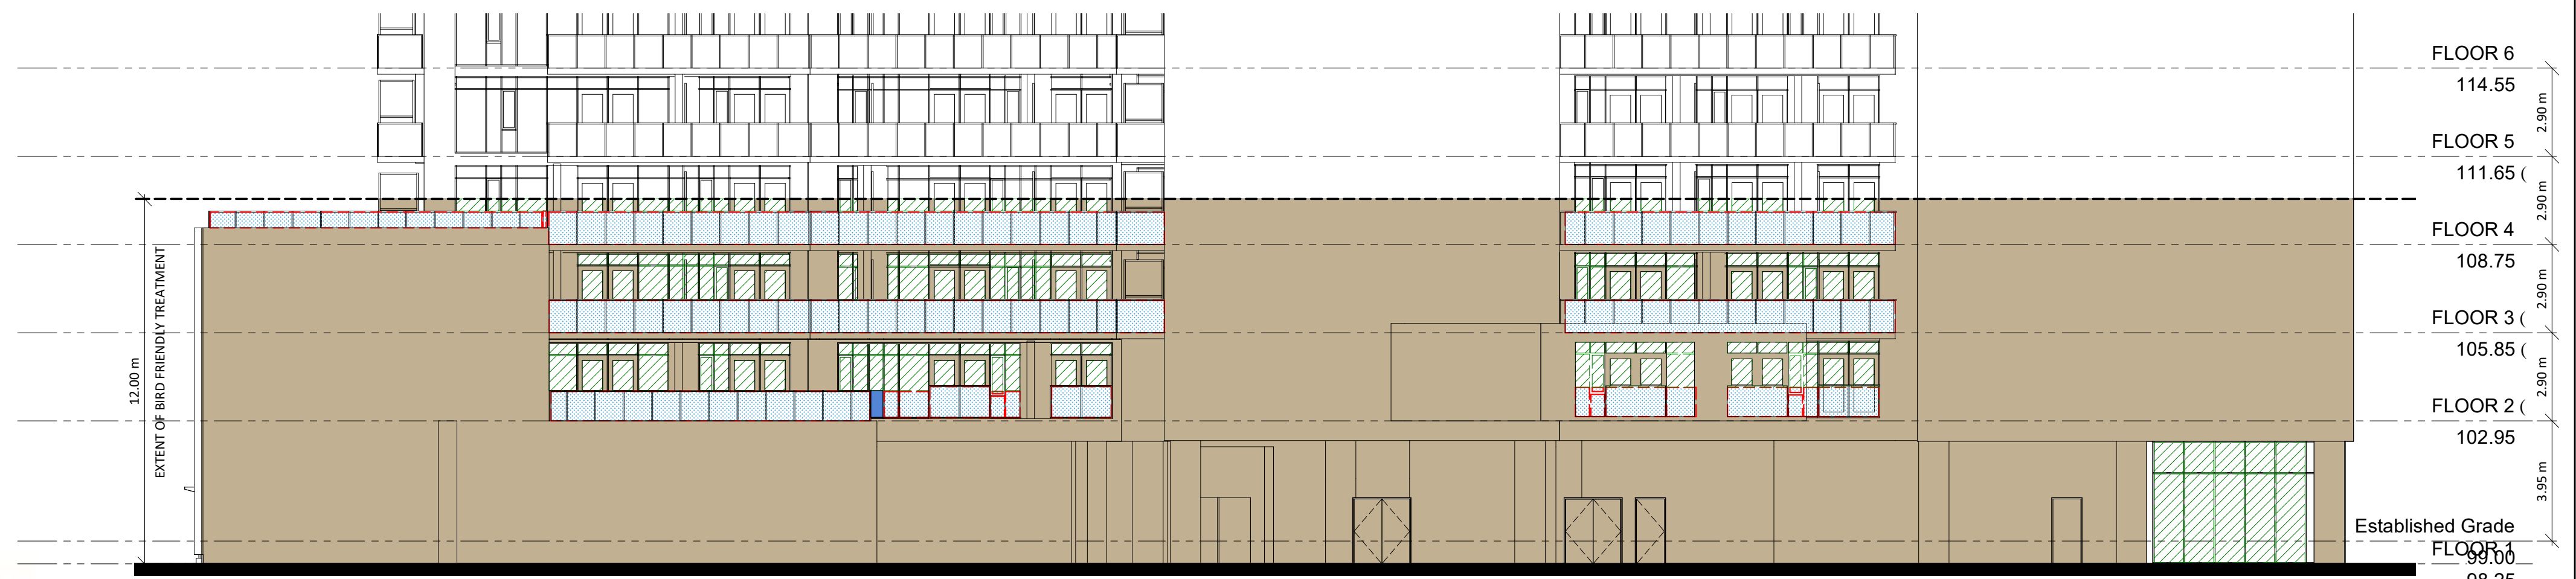 FLOOR 6
114.55
2.90 m
FLOOR 5
111.65 (
2.90 m
FLOOR 4
108.75
2.90 m
FLOOR 3 (
105.85 (
2.90 m
FLOOR 2 (
102.95
3.95 m
Established Grade
FLOOR 1
99.00
98.25
12.00 m
EXTENT OF BIRD FRIENDLY TREATMENT